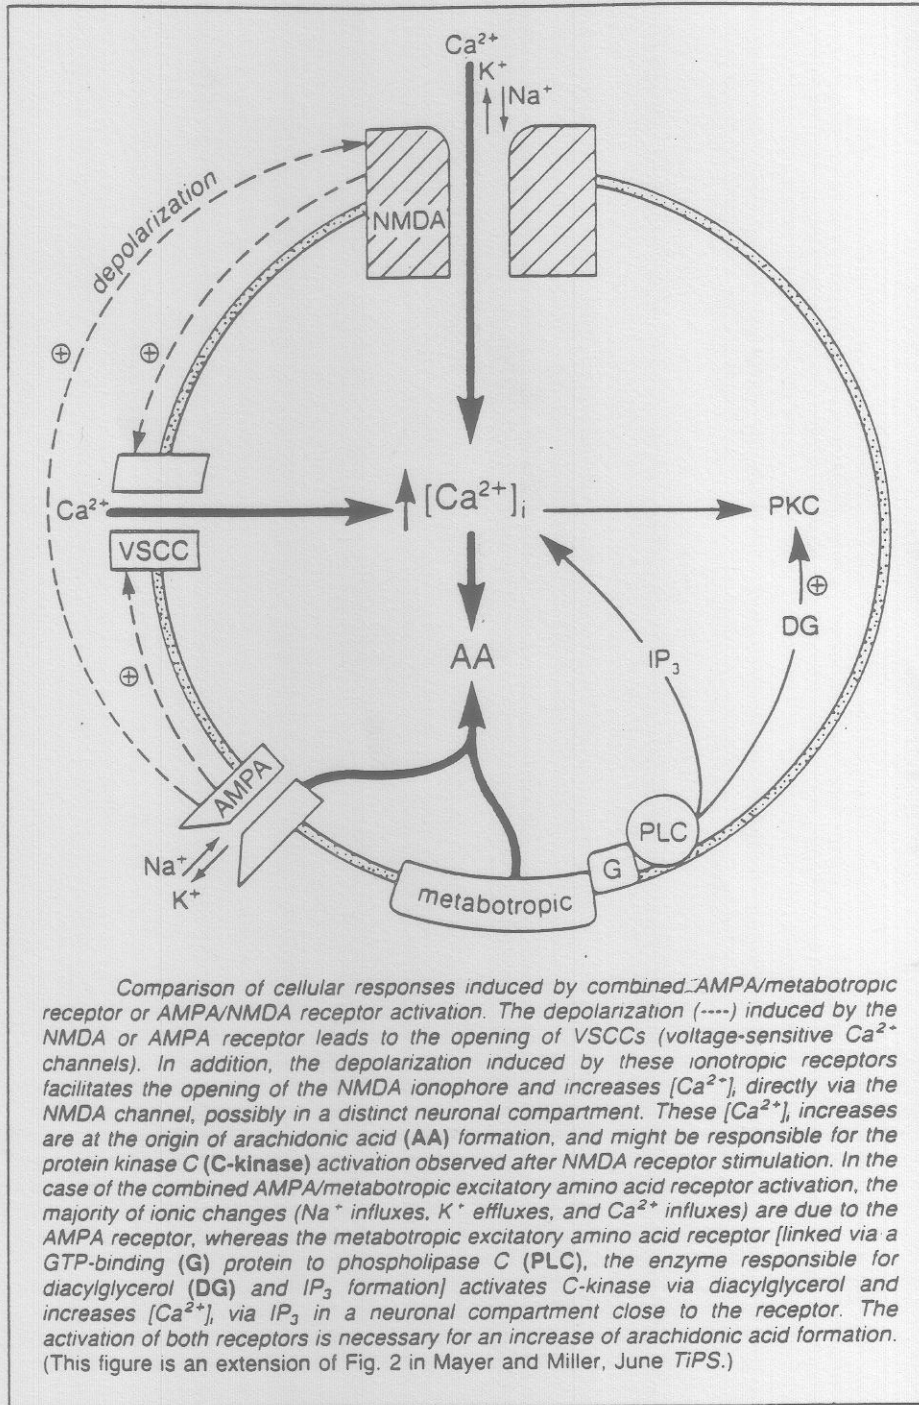 Ca²⁺
K⁺
Na⁺
NMDA
depolarization
⊕
⊕
Ca²⁺
[Ca²⁺]ᵢ
PKC
VSCC
⊕
DG
⊕
AA
IP₃
AMPA
PLC
Na⁺
G
K⁺
metabotropic
Comparison of cellular responses induced by combined AMPA/metabotropic
receptor or AMPA/NMDA receptor activation. The depolarization (----) induced by the
NMDA or AMPA receptor leads to the opening of VSCCs (voltage-sensitive Ca²⁺
channels). In addition, the depolarization induced by these ionotropic receptors
facilitates the opening of the NMDA ionophore and increases [Ca²⁺]ᵢ directly via the
NMDA channel, possibly in a distinct neuronal compartment. These [Ca²⁺]ᵢ increases
are at the origin of arachidonic acid (AA) formation, and might be responsible for the
protein kinase C (C-kinase) activation observed after NMDA receptor stimulation. In the
case of the combined AMPA/metabotropic excitatory amino acid receptor activation, the
majority of ionic changes (Na⁺ influxes, K⁺ effluxes, and Ca²⁺ influxes) are due to the
AMPA receptor, whereas the metabotropic excitatory amino acid receptor [linked via a
GTP-binding (G) protein to phospholipase C (PLC), the enzyme responsible for
diacylglycerol (DG) and IP₃ formation] activates C-kinase via diacylglycerol and
increases [Ca²⁺]ᵢ via IP₃ in a neuronal compartment close to the receptor. The
activation of both receptors is necessary for an increase of arachidonic acid formation.
(This figure is an extension of Fig. 2 in Mayer and Miller, June TiPS.)